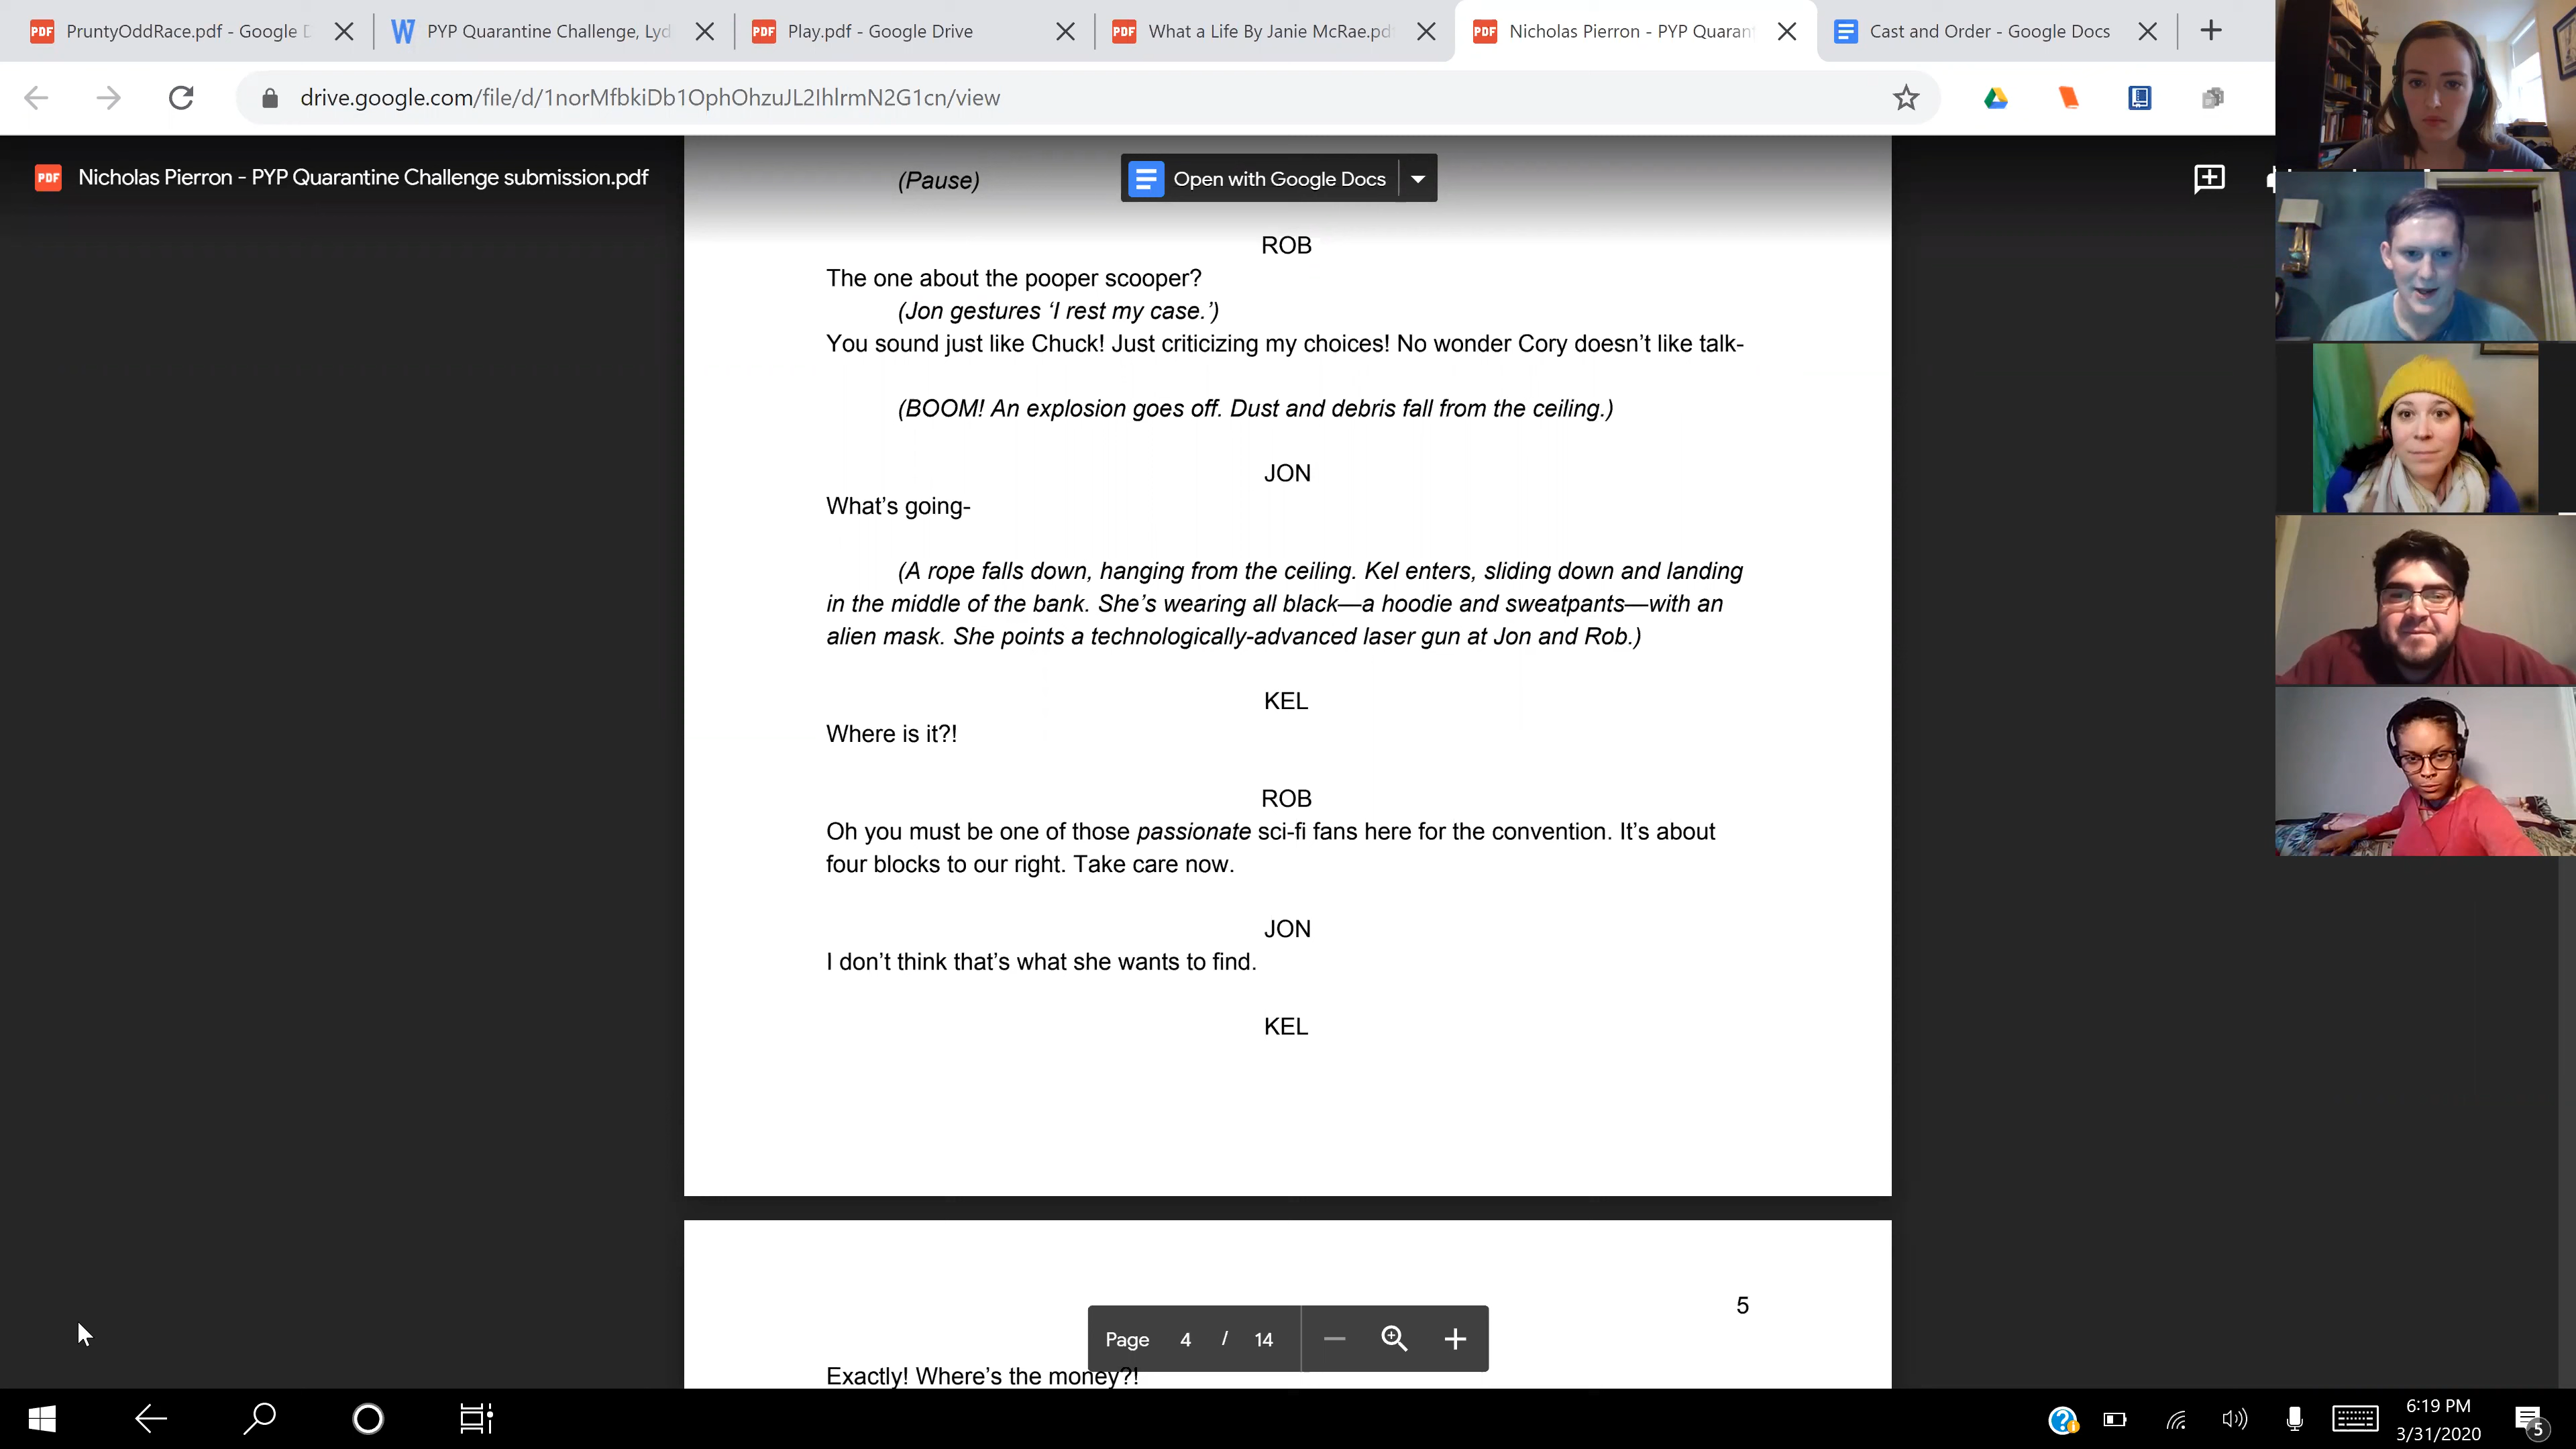 PruntyOddRace.pdf - Google D
PYP Quarantine Challenge, Lyd
Play.pdf - Google Drive
What a Life By Janie McRae.pd
Nicholas Pierron - PYP Quaran
Cast and Order - Google Docs
drive.google.com/file/d/1norMfbkiDb1OphOhzuJL2IhlrmN2G1cn/view
PDF Nicholas Pierron - PYP Quarantine Challenge submission.pdf
Open with Google Docs
(Pause)
ROB
The one about the pooper scooper?
(Jon gestures ‘I rest my case.’)
You sound just like Chuck! Just criticizing my choices! No wonder Cory doesn’t like talk-
(BOOM! An explosion goes off. Dust and debris fall from the ceiling.)
JON
What’s going-
(A rope falls down, hanging from the ceiling. Kel enters, sliding down and landing
in the middle of the bank. She’s wearing all black—a hoodie and sweatpants—with an
alien mask. She points a technologically-advanced laser gun at Jon and Rob.)
KEL
Where is it?!
ROB
Oh you must be one of those passionate sci-fi fans here for the convention. It’s about
four blocks to our right. Take care now.
JON
I don’t think that’s what she wants to find.
KEL
5
Page 4 / 14
Exactly! Where’s the money?!
6:19 PM
3/31/2020
5